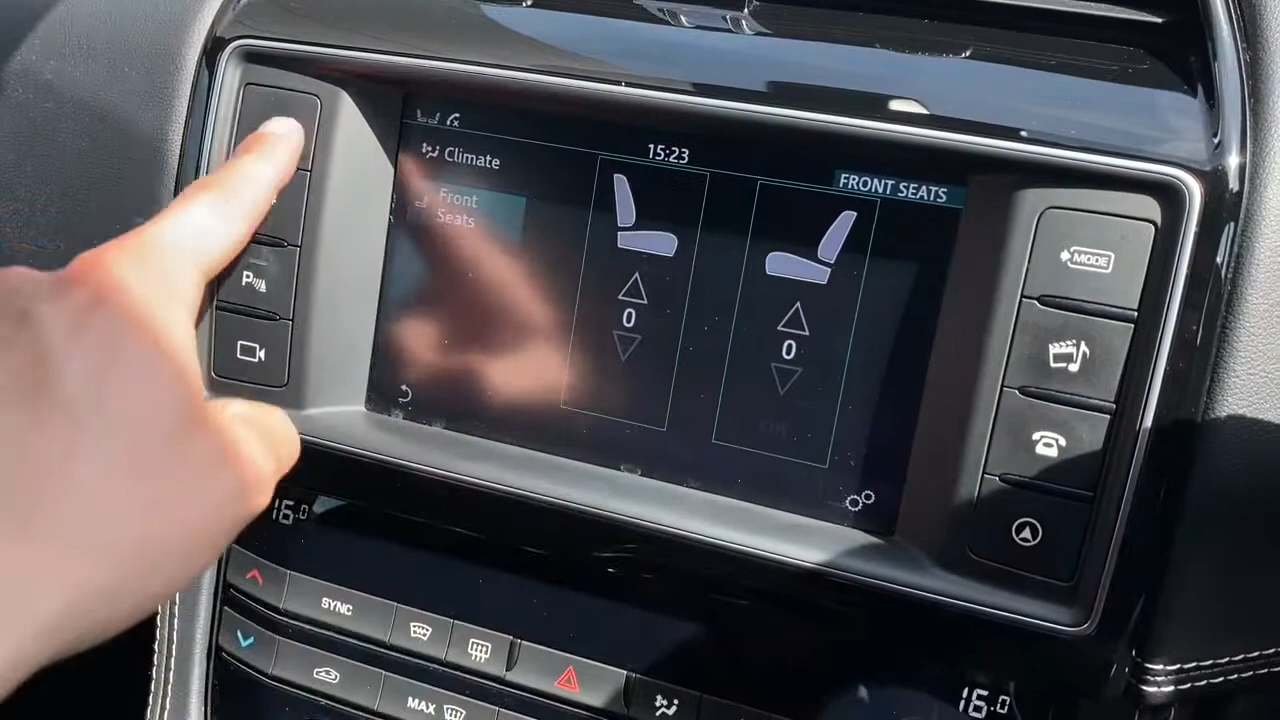 15:23
Climate
FRONT SEATS
Front
Seats
0
0
MODE
P
16.0
SYNC
MAX
16.0